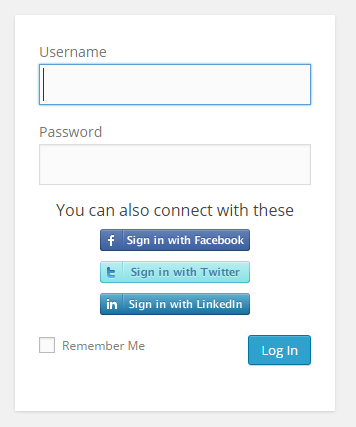 Username
Password
You can also connect with these
Sign in with Facebook
Sign in with Twitter
Sign in with LinkedIn
Remember Me
Log In